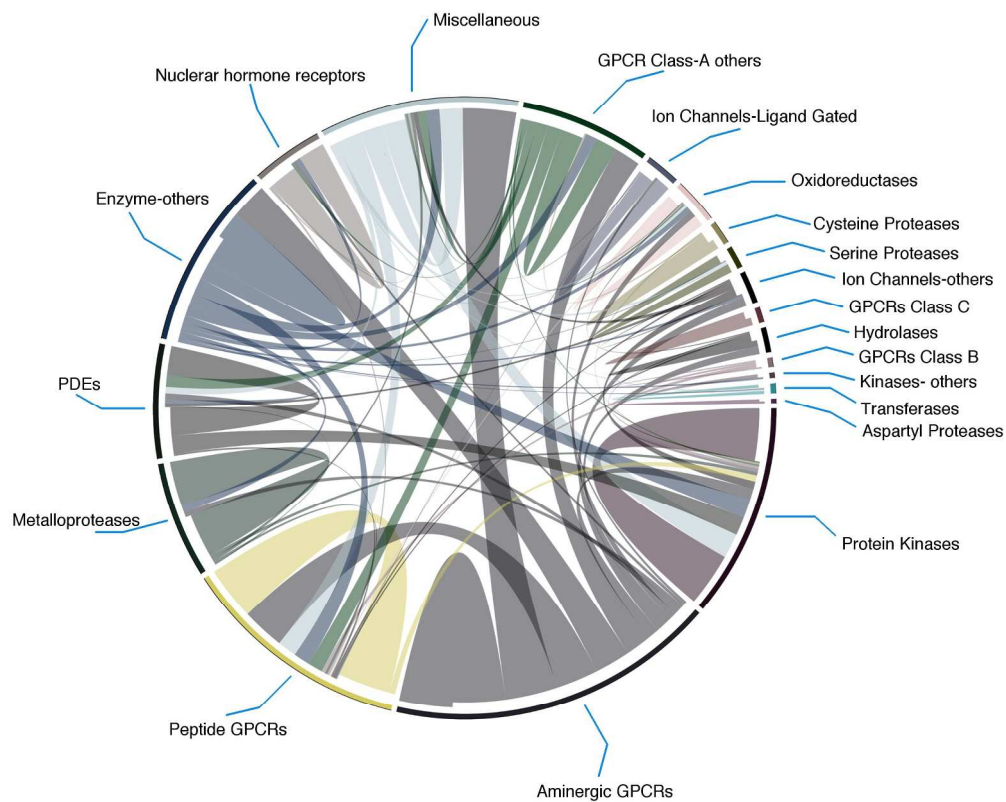 Miscellaneous
GPCR Class-A others
Nuclerar hormone receptors
Ion Channels-Ligand Gated
Oxidoreductases
Enzyme-others
Cysteine Proteases
Serine Proteases
Ion Channels-others
GPCRs Class C
Hydrolases
GPCRs Class B
Kinases- others
PDEs
Transferases
Aspartyl Proteases
Metalloproteases
Protein Kinases
Peptide GPCRs
Aminergic GPCRs